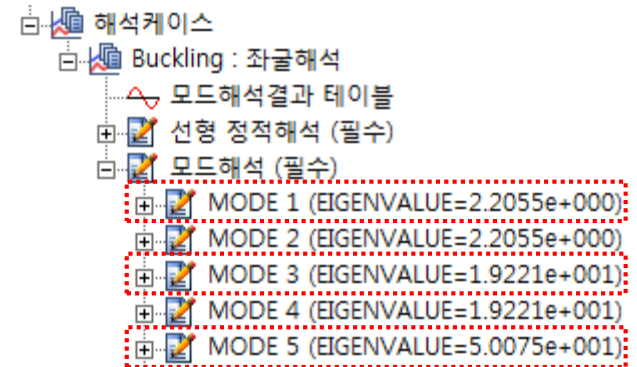 해석케이스
Buckling : 좌굴해석
모드해석결과 테이블
선형 정적해석 (필수)
모드해석 (필수)
MODE 1 (EIGENVALUE=2.2055e+000)
MODE 2 (EIGENVALUE=2.2055e+000)
MODE 3 (EIGENVALUE=1.9221e+001)
MODE 4 (EIGENVALUE=1.9221e+001)
MODE 5 (EIGENVALUE=5.0075e+001)